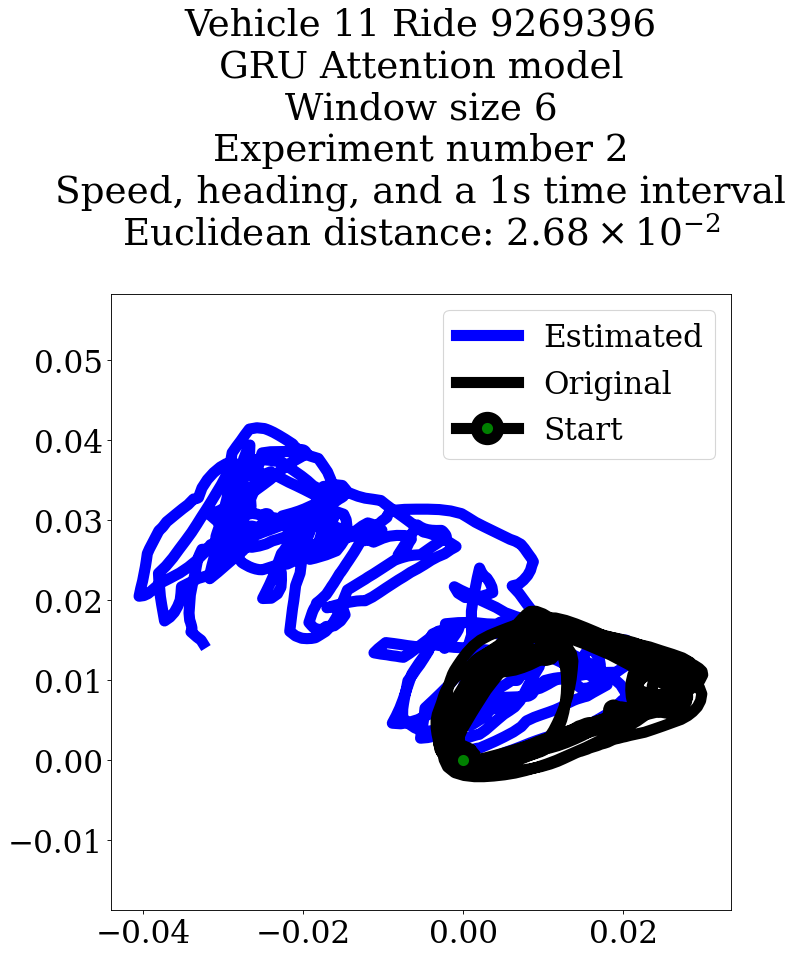 Vehicle 11 Ride 9269396
GRU Attention model
Window size 6
Experiment number 2
Speed, heading, and a 1s time interval
Euclidean distance: 2.68 × 10⁻²
Estimated
Original
Start
0.05
0.04
0.03
0.02
0.01
0.00
−0.01
−0.04
−0.02
0.00
0.02